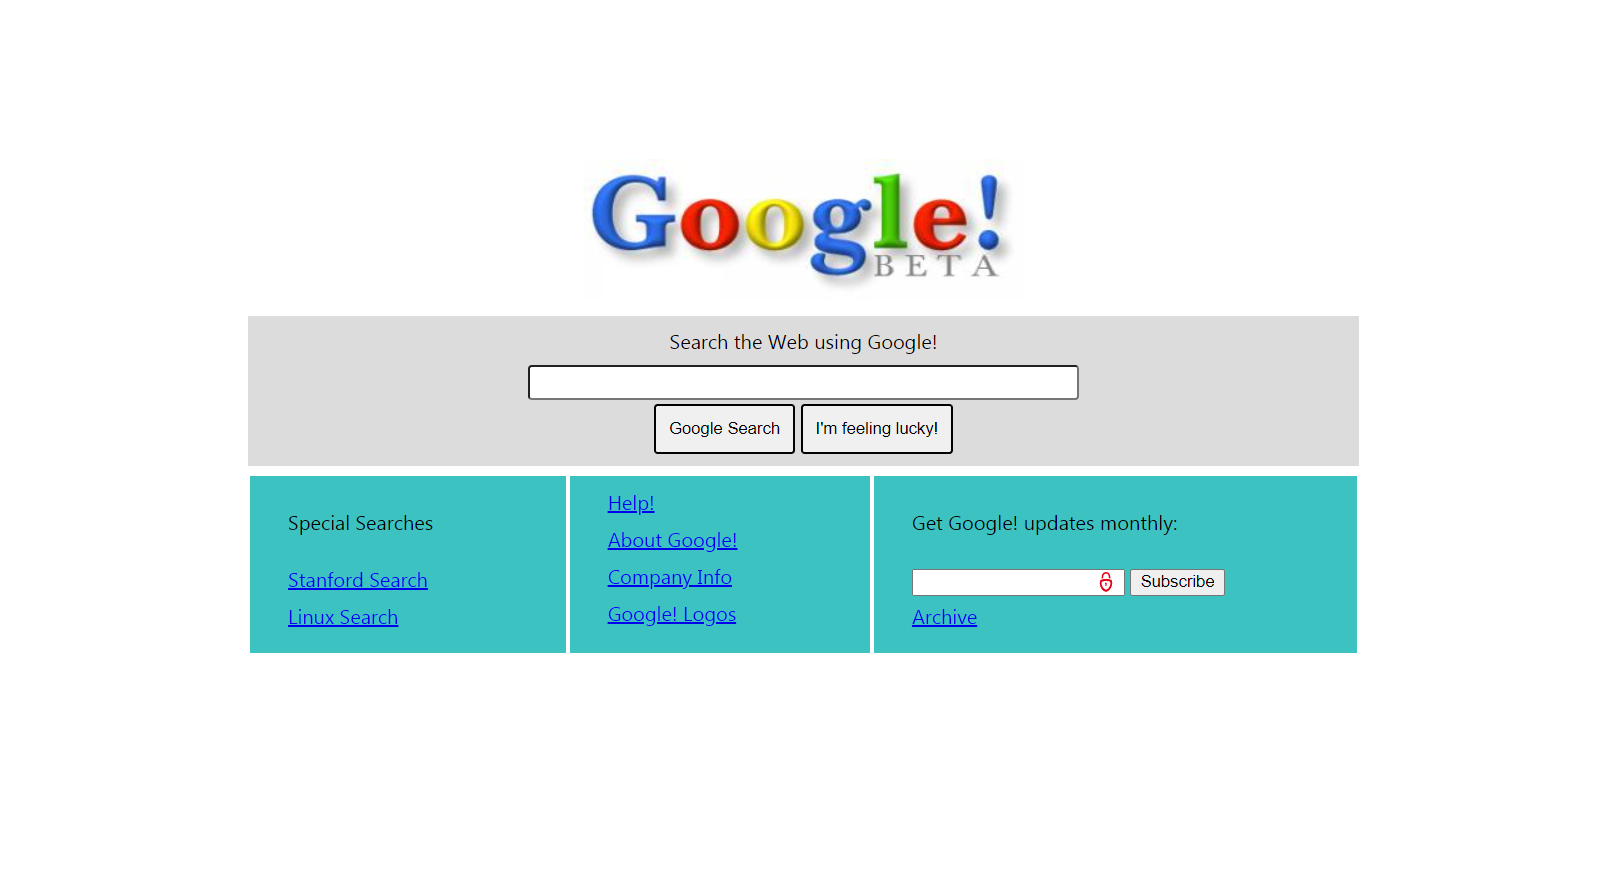 Google!
BETA
Search the Web using Google!
Google Search
I'm feeling lucky!
Special Searches
Stanford Search
Linux Search
Help!
About Google!
Company Info
Google! Logos
Get Google! updates monthly:
Subscribe
Archive